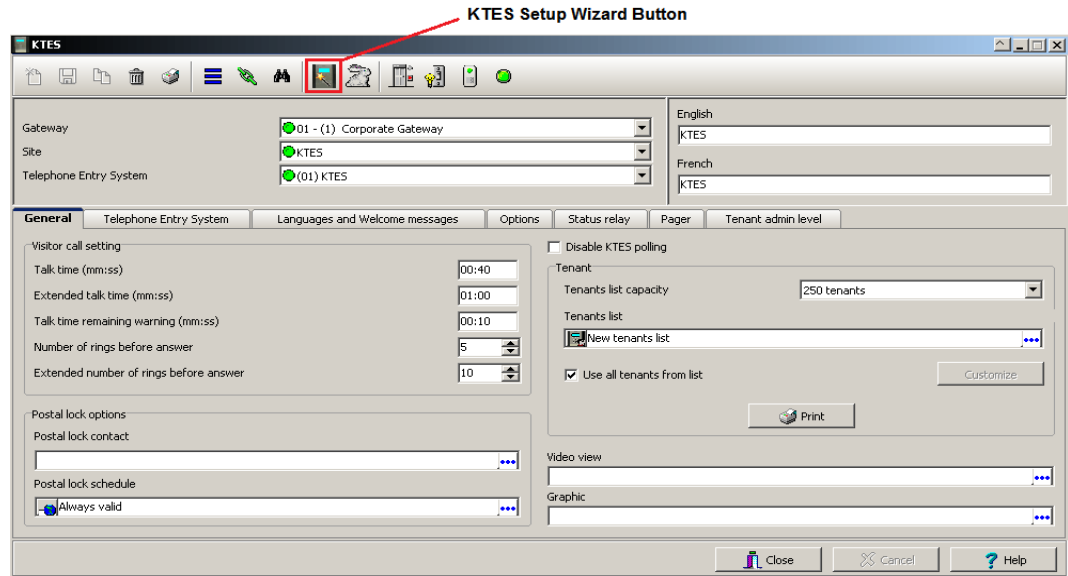 KTES Setup Wizard Button
KTES
Gateway
01 - (1) Corporate Gateway
Site
KTES
Telephone Entry System
(01) KTES
English
KTES
French
KTES
General Telephone Entry System Languages and Welcome messages Options Status relay Pager Tenant admin level
Visitor call setting
Talk time (mm:ss) 00:40
Extended talk time (mm:ss) 01:00
Talk time remaining warning (mm:ss) 00:10
Number of rings before answer 5
Extended number of rings before answer 10
Postal lock options
Postal lock contact
Postal lock schedule
Always valid
Disable KTES polling
Tenant
Tenants list capacity 250 tenants
Tenants list
New tenants list
Use all tenants from list Customize
Print
Video view
Graphic
Close Cancel ? Help